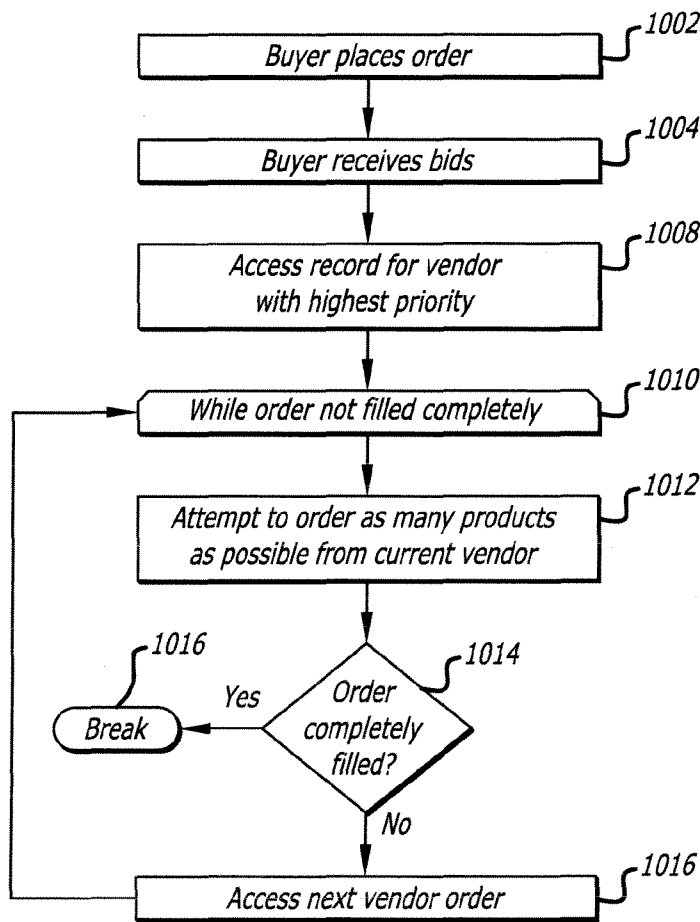 1002
Buyer places order
1004
Buyer receives bids
1008
Access record for vendor
with highest priority
1010
While order not filled completely
1012
Attempt to order as many products
as possible from current vendor
1016
1014
Yes
Break
Order
completely
filled?
No
1016
Access next vendor order